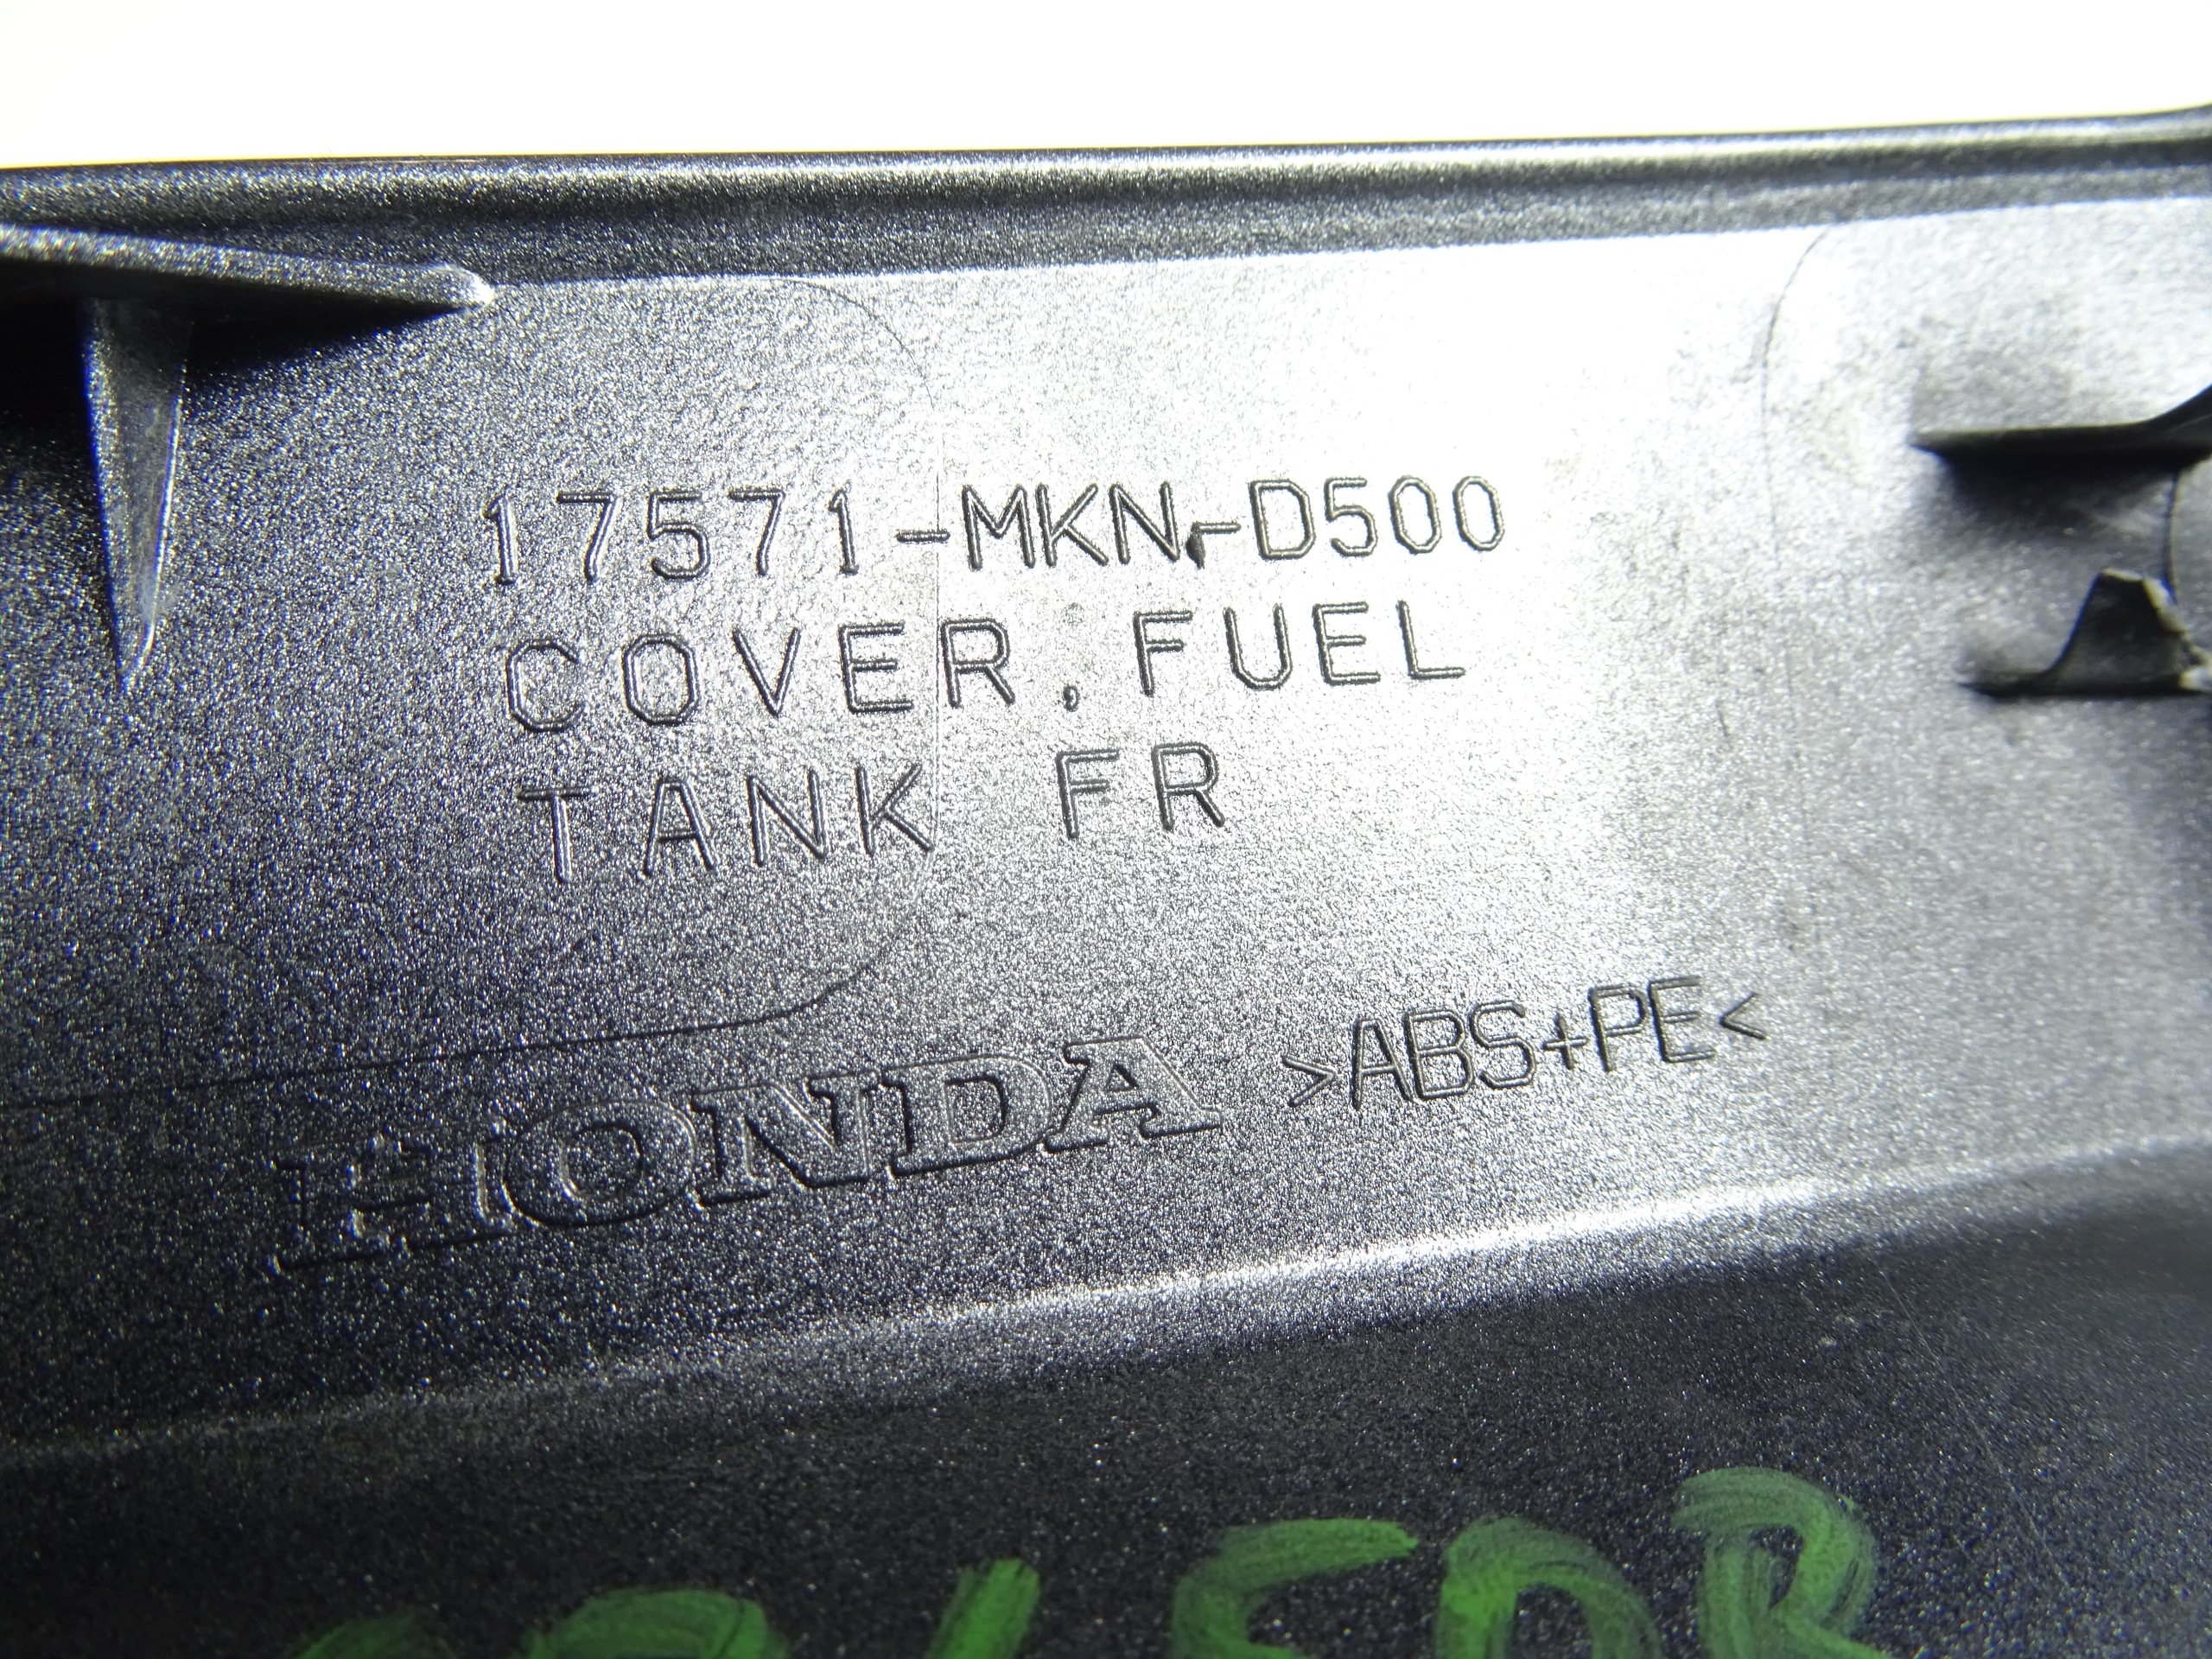 17571-MKN-D500
COVER,FUEL
TANK FR
HONDA >ABS+PE<